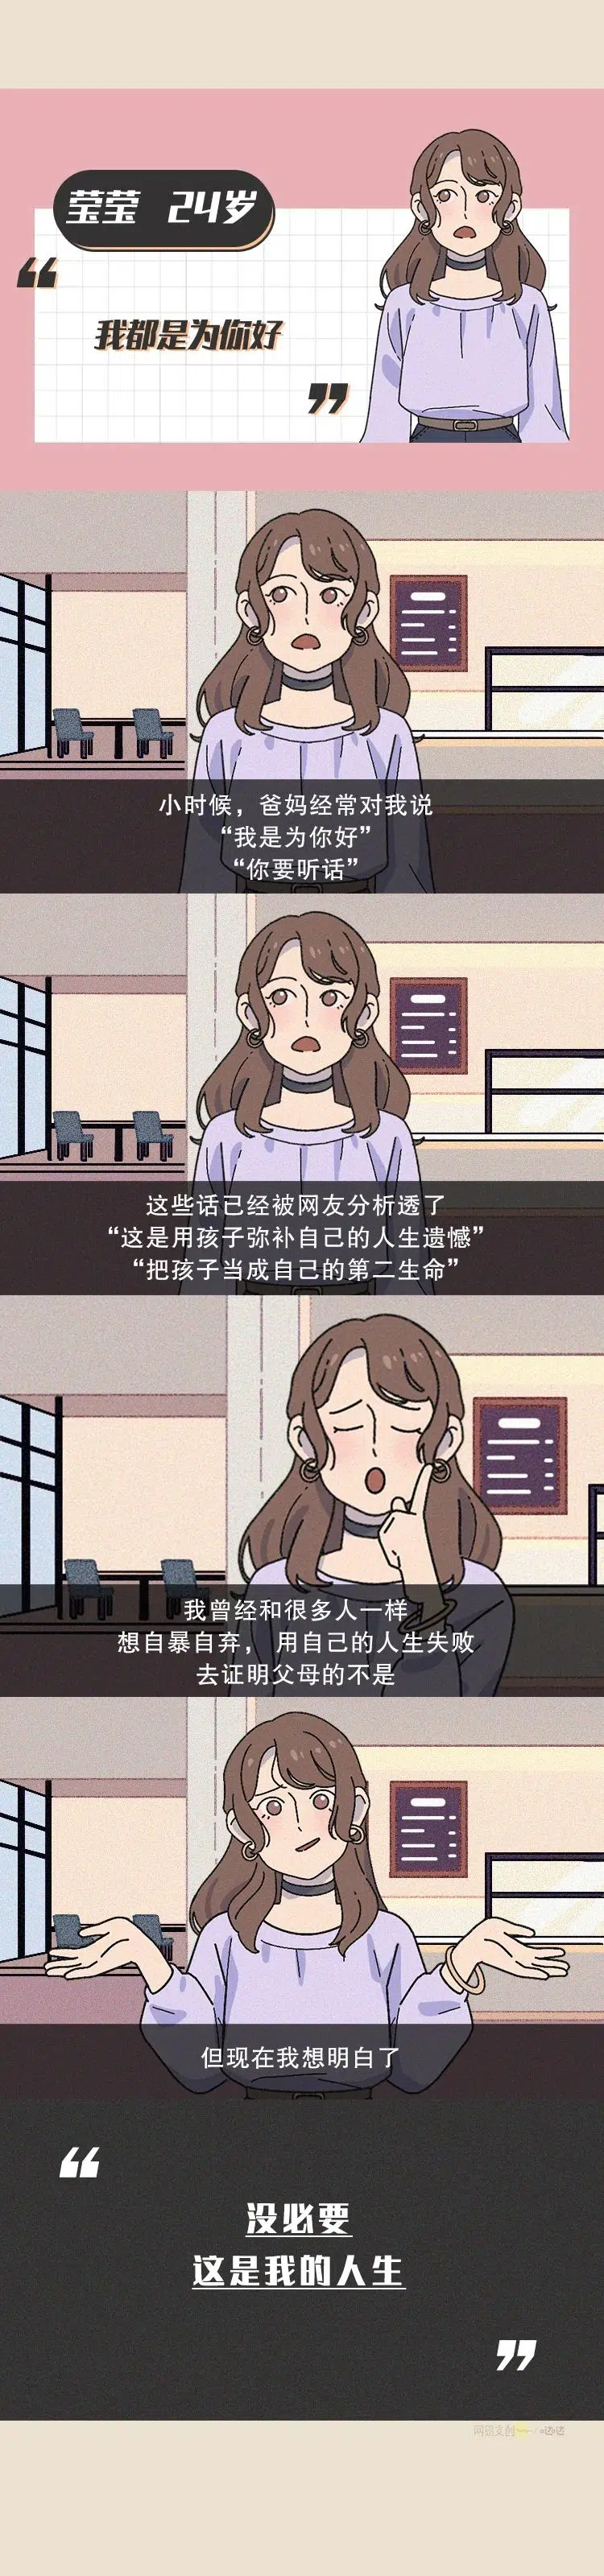 莹莹 24岁
“
我都是为你好
”
小时候，爸妈经常对我说
“我是为你好”
“你要听话”
这些话已经被网友分析透了
“这是用孩子弥补自己的人生遗憾”
“把孩子当成自己的第二生命”
我曾经和很多人一样
想自暴自弃， 用自己的人生失败
去证明父母的不是
但现在我想明白了
“
没必要
这是我的人生
”